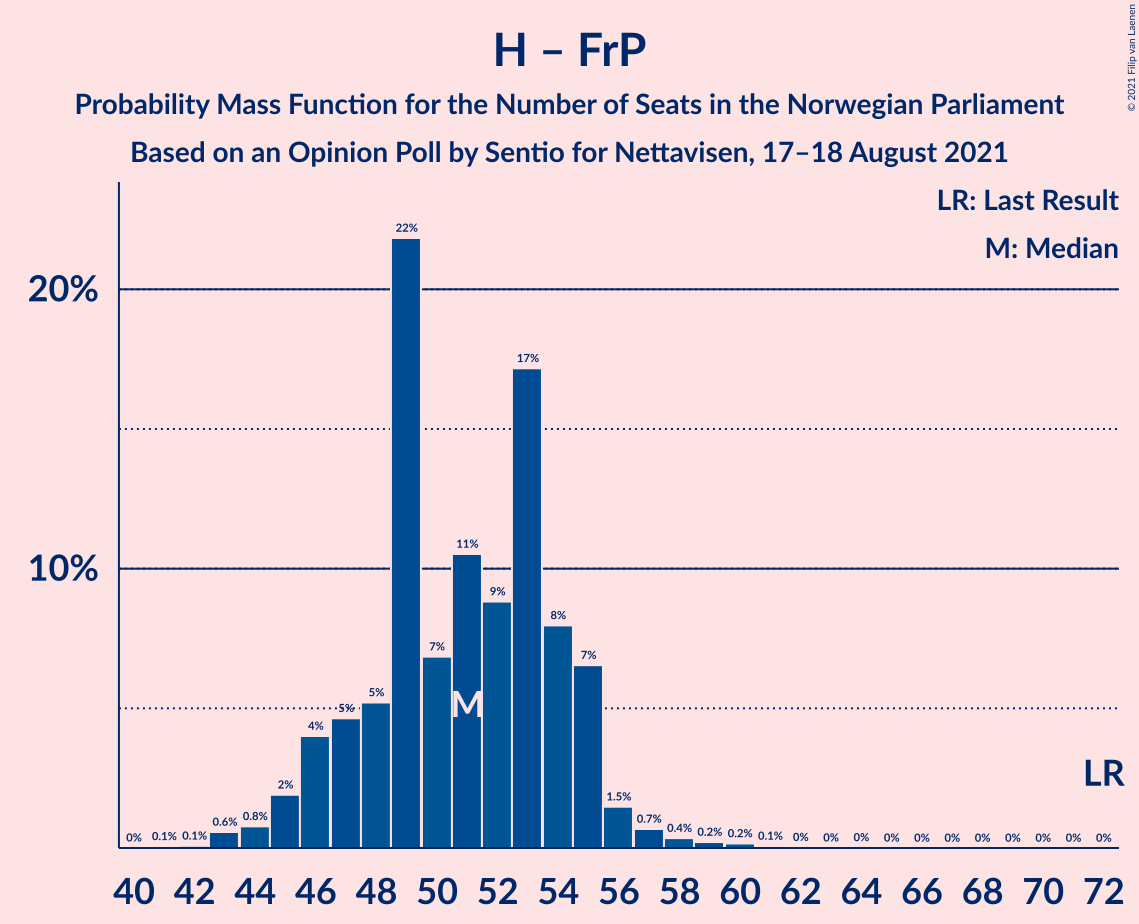 H – FrP
Probability Mass Function for the Number of Seats in the Norwegian Parliament
Based on an Opinion Poll by Sentio for Nettavisen, 17–18 August 2021
© 2021 Filip van Laenen
LR: Last Result
M: Median
20%
10%
0% 0.1% 0.1% 0.6% 0.8% 2% 4% 5% 5% 22% 7% 11% 9% 17% 8% 7% 1.5% 0.7% 0.4% 0.2% 0.2% 0.1% 0% 0% 0% 0% 0% 0% 0% 0% 0% 0% 0%
M
LR
40 42 44 46 48 50 52 54 56 58 60 62 64 66 68 70 72